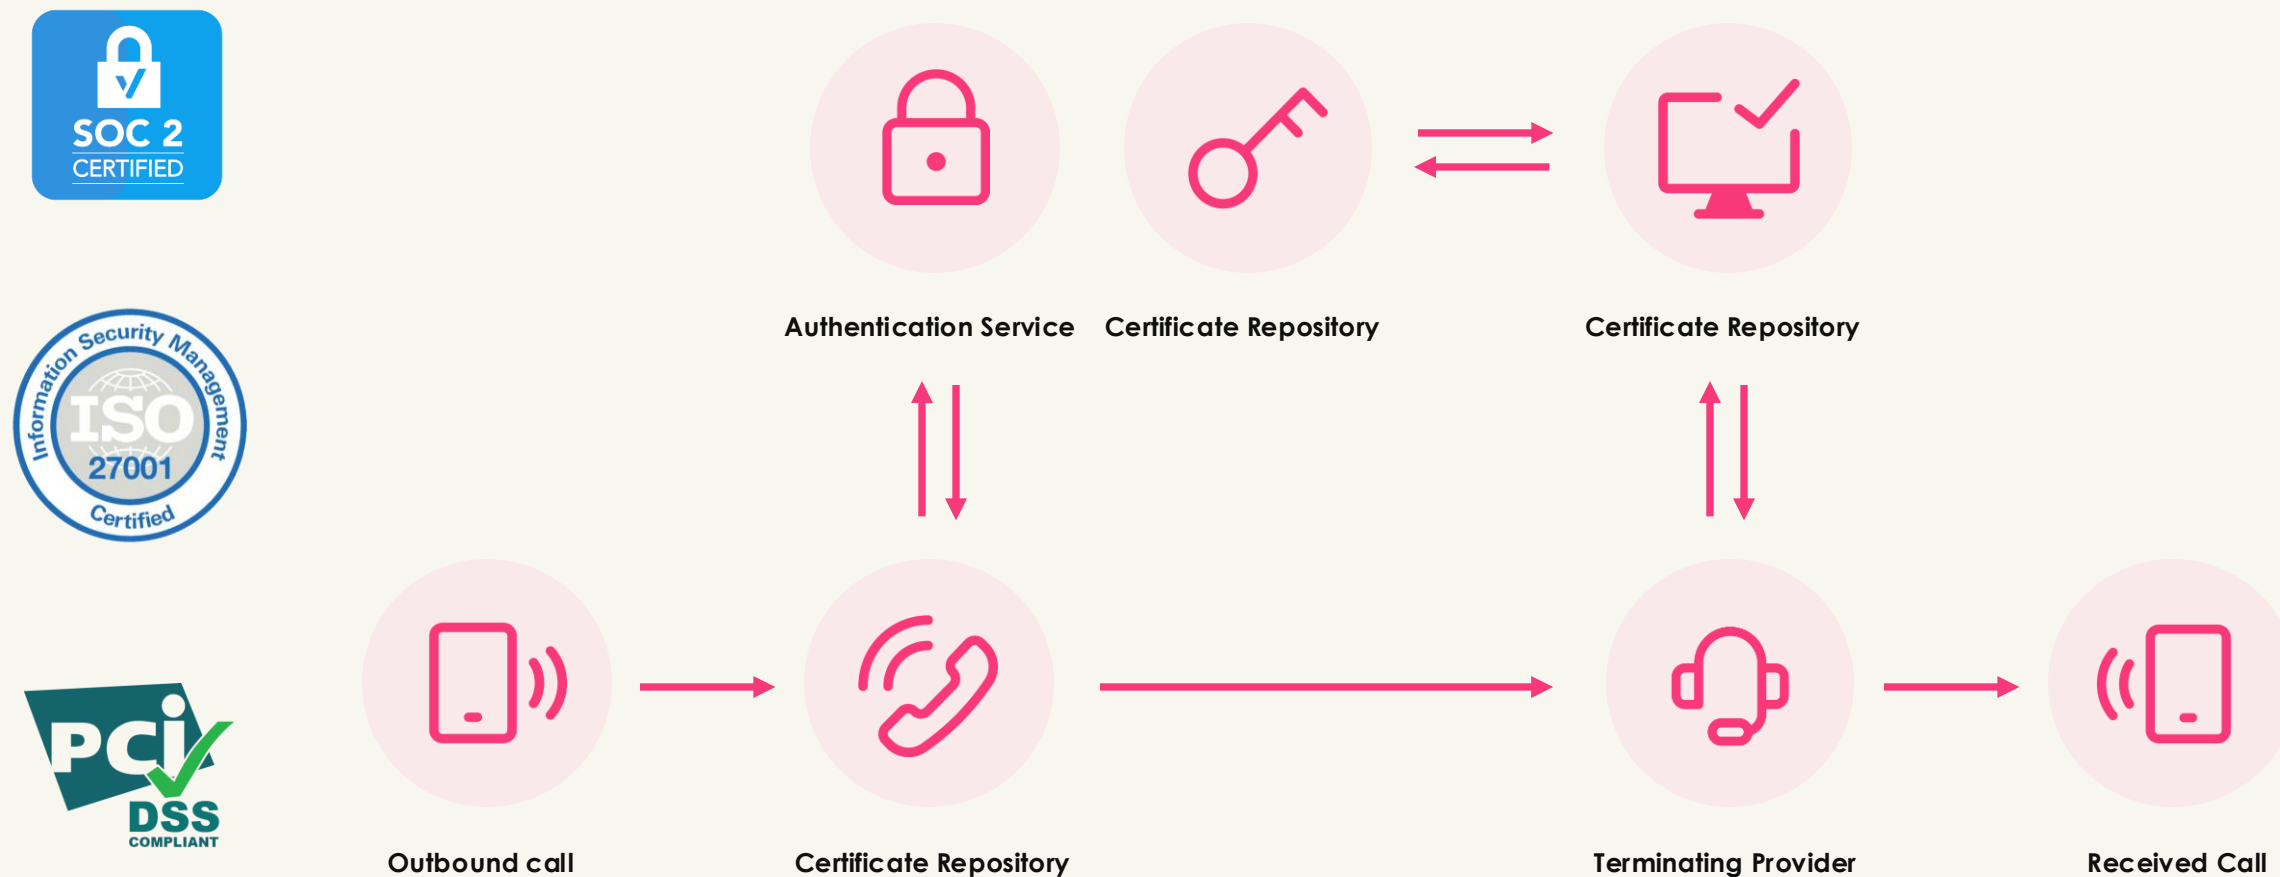 SOC 2
CERTIFIED
Authentication Service
Certificate Repository
Certificate Repository
Information Security Management
ISO
27001
Certified
PCi
DSS
COMPLIANT
Outbound call
Certificate Repository
Terminating Provider
Received Call